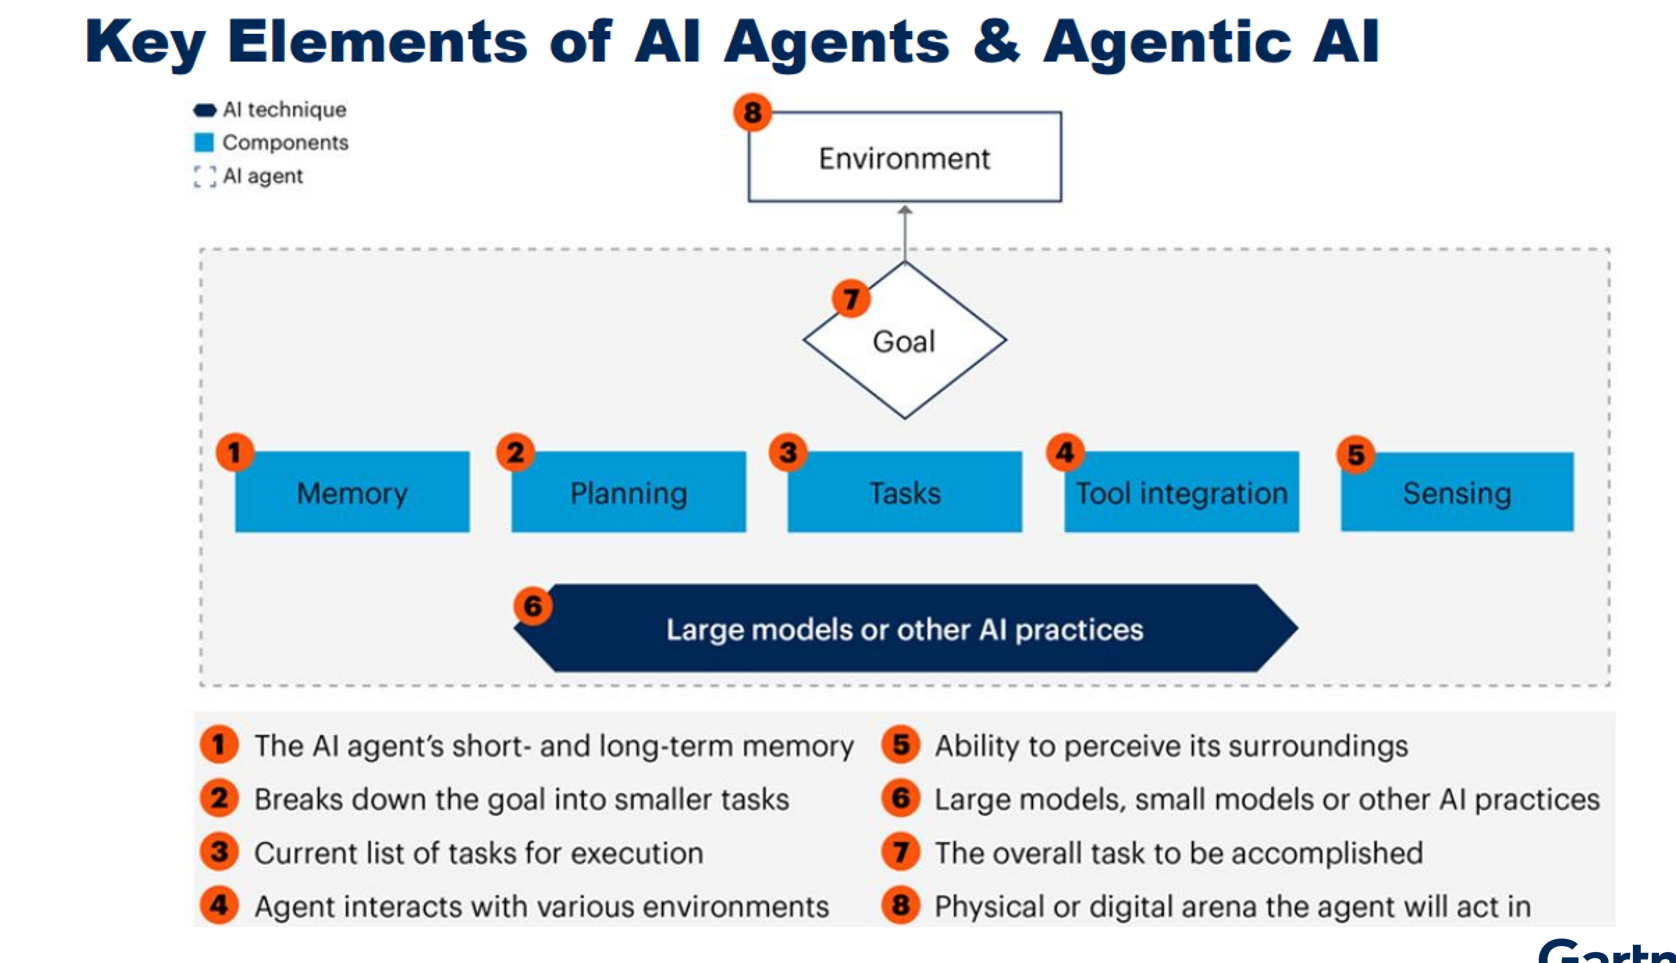 Key Elements of AI Agents & Agentic AI
AI technique
Components
AI agent
8
Environment
7
Goal
1
Memory
2
Planning
3
Tasks
4
Tool integration
5
Sensing
6
Large models or other AI practices
1 The AI agent’s short- and long-term memory
2 Breaks down the goal into smaller tasks
3 Current list of tasks for execution
4 Agent interacts with various environments
5 Ability to perceive its surroundings
6 Large models, small models or other AI practices
7 The overall task to be accomplished
8 Physical or digital arena the agent will act in